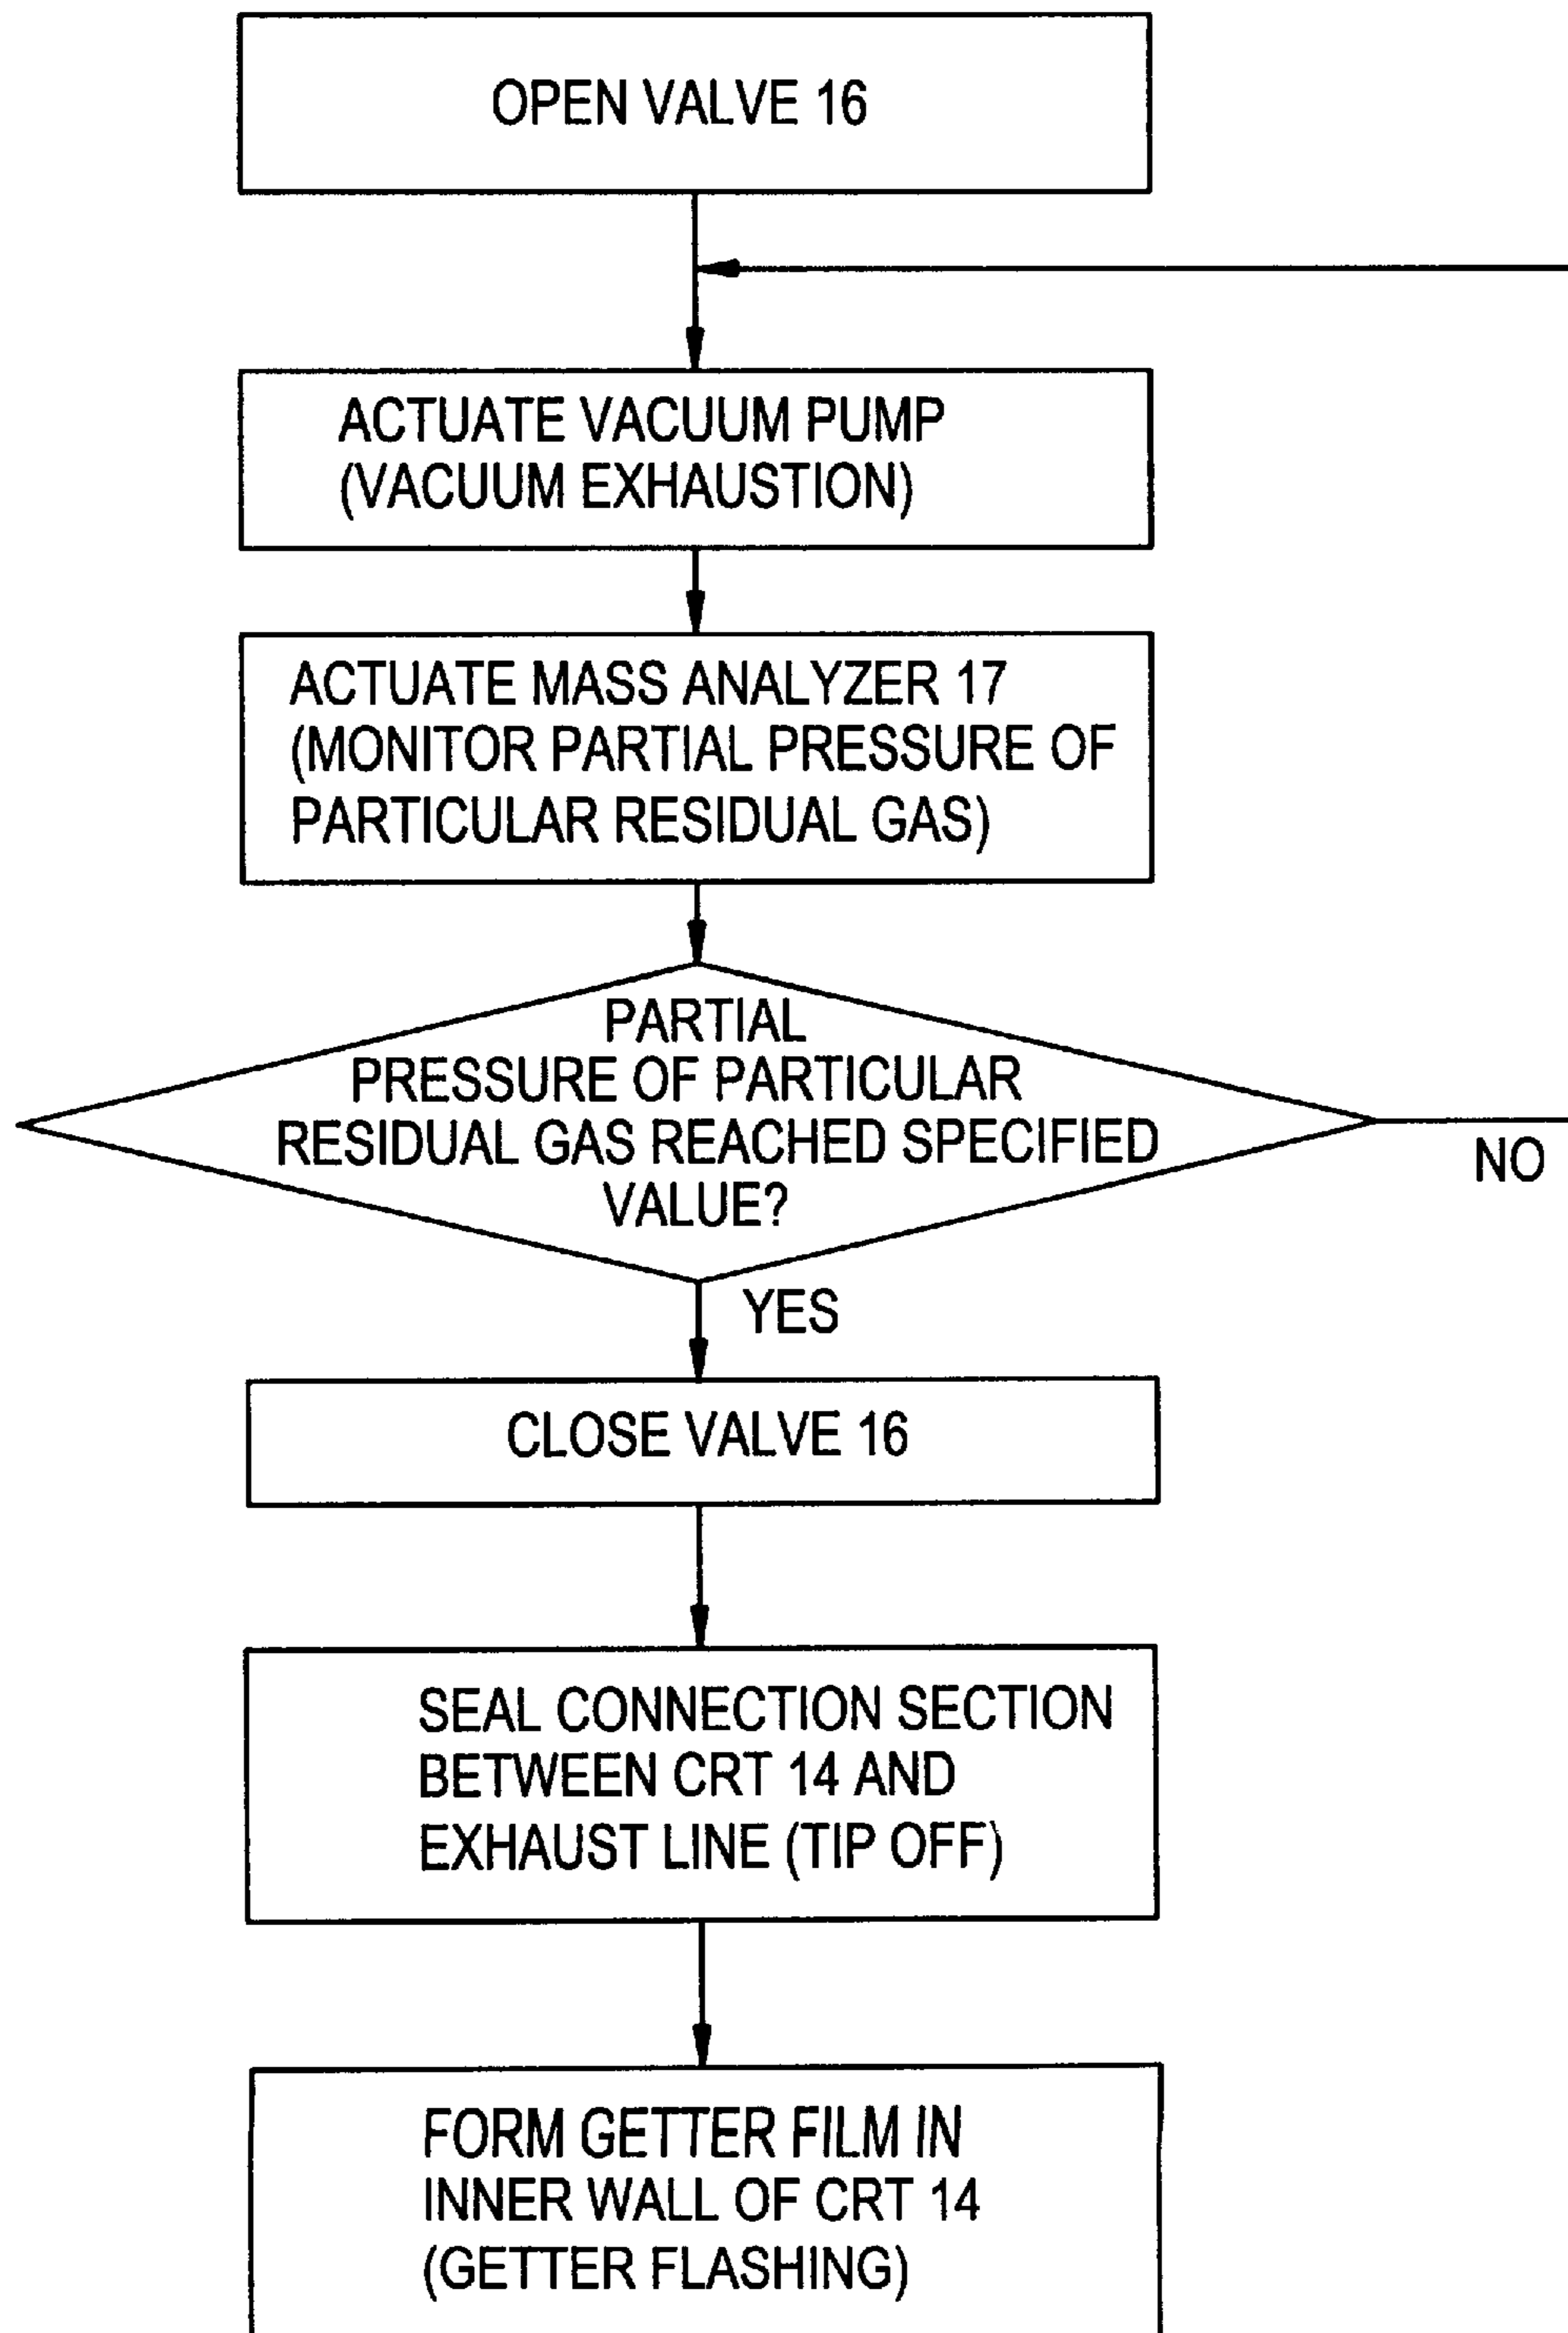 OPEN VALVE 16
ACTUATE VACUUM PUMP
(VACUUM EXHAUSTION)
ACTUATE MASS ANALYZER 17
(MONITOR PARTIAL PRESSURE OF
PARTICULAR RESIDUAL GAS)
PARTIAL
PRESSURE OF PARTICULAR
RESIDUAL GAS REACHED SPECIFIED
VALUE?
NO
YES
CLOSE VALVE 16
SEAL CONNECTION SECTION
BETWEEN CRT 14 AND
EXHAUST LINE (TIP OFF)
FORM GETTER FILM IN
INNER WALL OF CRT 14
(GETTER FLASHING)